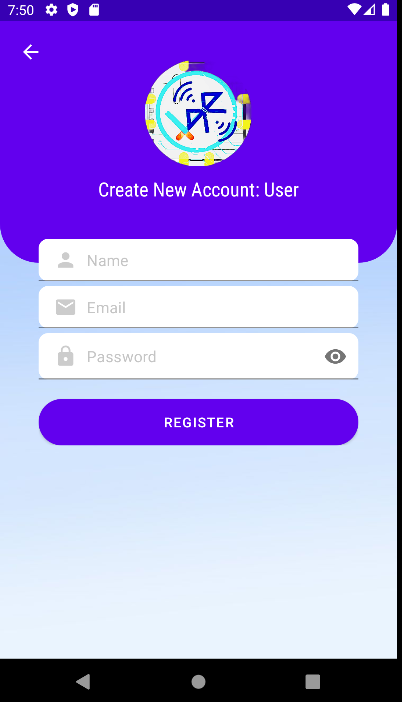 7:50
Create New Account: User
Name
Email
Password
REGISTER